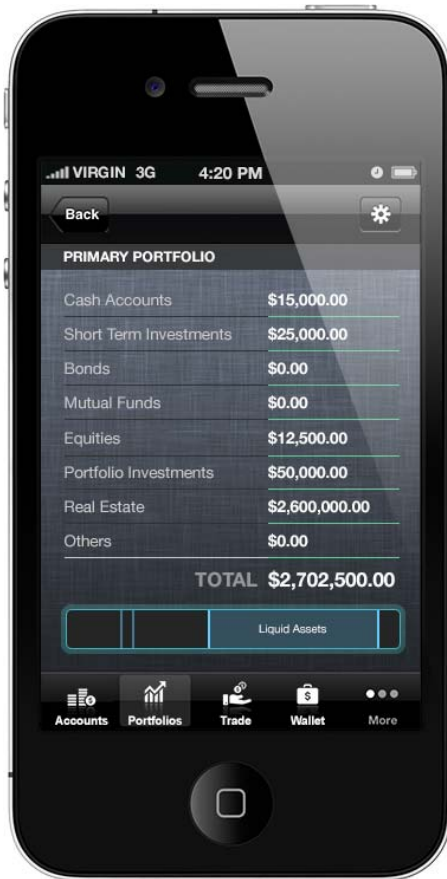 VIRGIN 3G 4:20 PM
Back
PRIMARY PORTFOLIO
Cash Accounts $15,000.00
Short Term Investments $25,000.00
Bonds $0.00
Mutual Funds $0.00
Equities $12,500.00
Portfolio Investments $50,000.00
Real Estate $2,600,000.00
Others $0.00
TOTAL $2,702,500.00
Liquid Assets
Accounts Portfolios Trade Wallet More